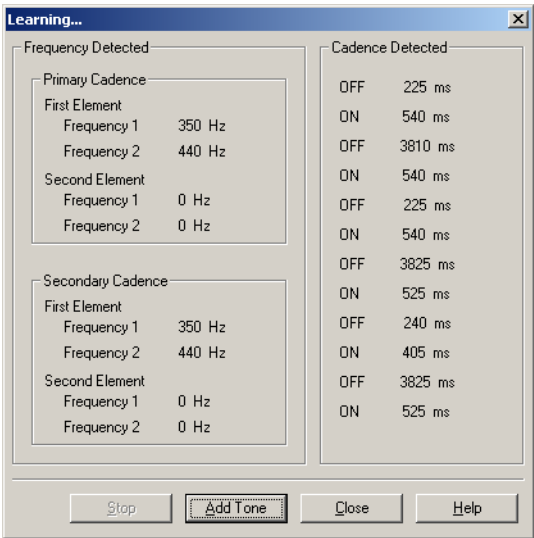 Learning...
Frequency Detected
Primary Cadence
First Element
Frequency 1 350 Hz
Frequency 2 440 Hz
Second Element
Frequency 1 0 Hz
Frequency 2 0 Hz
Secondary Cadence
First Element
Frequency 1 350 Hz
Frequency 2 440 Hz
Second Element
Frequency 1 0 Hz
Frequency 2 0 Hz
Cadence Detected
OFF 225 ms
ON 540 ms
OFF 3810 ms
ON 540 ms
OFF 225 ms
ON 540 ms
OFF 3825 ms
ON 525 ms
OFF 240 ms
ON 405 ms
OFF 3825 ms
ON 525 ms
Stop Add Tone Close Help